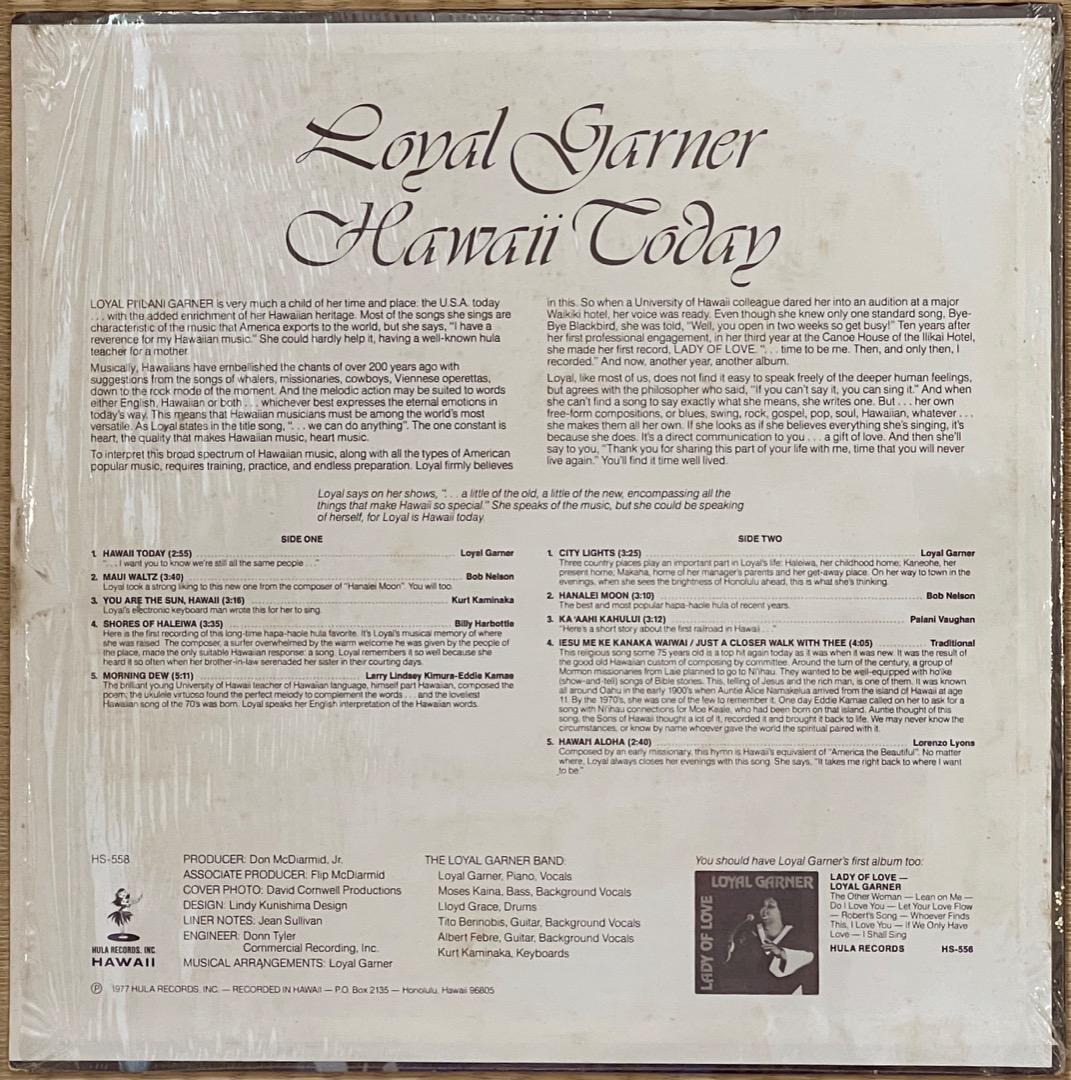 Loyal Garner
Hawaii Today
LOYAL PI'ILANI GARNER is very much a child of her time and place: the U.S.A. today
. . . with the added enrichment of her Hawaiian heritage. Most of the songs she sings are
characteristic of the music that America exports to the world, but she says, "I have a
reverence for my Hawaiian music." She could hardly help it, having a well-known hula
teacher for a mother.
Musically, Hawaiians have embellished the chants of over 200 years ago with
suggestions from the songs of whalers, missionaries, cowboys, Viennese operettas,
down to the rock mode of the moment. And the melodic action may be suited to words
either English, Hawaiian or both . . . whichever best expresses the eternal emotions in
today's way. This means that Hawaiian musicians must be among the world's most
versatile. As Loyal states in the title song, ". . . we can do anything". The one constant is
heart, the quality that makes Hawaiian music, heart music.
To interpret this broad spectrum of Hawaiian music, along with all the types of American
popular music, requires training, practice, and endless preparation. Loyal firmly believes
in this. So when a University of Hawaii colleague dared her into an audition at a major
Waikiki hotel, her voice was ready. Even though she knew only one standard song, Bye-
Bye Blackbird, she was told, "Well, you open in two weeks so get busy!" Ten years after
her first professional engagement, in her third year at the Canoe House of the Ilikai Hotel,
she made her first record, LADY OF LOVE. ". . . time to be me. Then, and only then, I
recorded." And now, another year, another album.
Loyal, like most of us, does not find it easy to speak freely of the deeper human feelings,
but agrees with the philosopher who said, "If you can't say it, you can sing it." And when
she can't find a song to say exactly what she means, she writes one. But . . . her own
free-form compositions, or blues, swing, rock, gospel, pop, soul, Hawaiian, whatever . . .
she makes them all her own. If she looks as if she believes everything she's singing, it's
because she does. It's a direct communication to you . . . a gift of love. And then she'll
say to you, "Thank you for sharing this part of your life with me, time that you will never
live again." You'll find it time well lived.
Loyal says on her shows, ". . . a little of the old, a little of the new, encompassing all the
things that make Hawaii so special." She speaks of the music, but she could be speaking
of herself, for Loyal is Hawaii today.
SIDE ONE
1. HAWAII TODAY (2:55) Loyal Garner
". . . I want you to know we're still all the same people . . ."
2. MAUI WALTZ (3:40) Bob Nelson
Loyal took a strong liking to this new one from the composer of "Hanalei Moon". You will too.
3. YOU ARE THE SUN, HAWAII (3:16) Kurt Kaminaka
Loyal's electronic keyboard man wrote this for her to sing.
4. SHORES OF HALEIWA (3:35) Billy Harbottle
Here is the first recording of this long-time hapa-haole hula favorite. It's Loyal's musical memory of where
she was raised. The composer, a surfer overwhelmed by the warm welcome he was given by the people of
the place, made the only suitable Hawaiian response: a song. Loyal remembers it so well because she
heard it so often when her brother-in-law serenaded her sister in their courting days.
5. MORNING DEW (5:11) Larry Lindsey Kimura-Eddie Kamae
The brilliant young University of Hawaii teacher of Hawaiian language, himself part Hawaiian, composed the
poem; the ukulele virtuoso found the perfect melody to complement the words . . . and the loveliest
Hawaiian song of the 70's was born. Loyal speaks her English interpretation of the Hawaiian words.
SIDE TWO
1. CITY LIGHTS (3:25) Loyal Garner
Three country places play an important part in Loyal's life: Haleiwa, her childhood home; Kaneohe, her
present home; Makaha, home of her manager's parents and her get-away place. On her way to town in the
evenings, when she sees the brightness of Honolulu ahead, this is what she's thinking.
2. HANALEI MOON (3:10) Bob Nelson
The best and most popular hapa-haole hula of recent years.
3. KA 'AAHI KAHULUI (3:12) Palani Vaughan
"Here's a short story about the first railroad in Hawaii . . ."
4. IESU ME KE KANAKA WAIWAI / JUST A CLOSER WALK WITH THEE (4:05) Traditional
This religious song some 75 years old is a top hit again today as it was when it was new. It was the result of
the good old Hawaiian custom of composing by committee. Around the turn of the century, a group of
Mormon missionaries from Laie planned to go to Ni'ihau. They wanted to be well-equipped with ho'ike
(show-and-tell) songs of Bible stories. This, telling of Jesus and the rich man, is one of them. It was known
all around Oahu in the early 1900's when Auntie Alice Namakelua arrived from the island of Hawaii at age
11. By the 1970's, she was one of the few to remember it. One day Eddie Kamae called on her to ask for a
song with Ni'ihau connections for Moe Keale, who had been born on that island. Auntie thought of this
song, the Sons of Hawaii thought a lot of it, recorded it and brought it back to life. We may never know the
circumstances, or know by name whoever gave the world the spiritual paired with it.
5. HAWAI'I ALOHA (2:40) Lorenzo Lyons
Composed by an early missionary, this hymn is Hawaii's equivalent of "America the Beautiful". No matter
where, Loyal always closes her evenings with this song. She says, "It takes me right back to where I want
to be."
HS-558
HULA RECORDS, INC.
HAWAII
PRODUCER: Don McDiarmid, Jr.
ASSOCIATE PRODUCER: Flip McDiarmid
COVER PHOTO: David Cornwell Productions
DESIGN: Lindy Kunishima Design
LINER NOTES: Jean Sullivan
ENGINEER: Donn Tyler
Commercial Recording, Inc.
MUSICAL ARRANGEMENTS: Loyal Garner
THE LOYAL GARNER BAND:
Loyal Garner, Piano, Vocals
Moses Kaina, Bass, Background Vocals
Lloyd Grace, Drums
Tito Berinobis, Guitar, Background Vocals
Albert Febre, Guitar, Background Vocals
Kurt Kaminaka, Keyboards
You should have Loyal Garner's first album too:
LOYAL GARNER
LADY OF LOVE
LADY OF LOVE —
LOYAL GARNER
The Other Woman — Lean on Me —
Do I Love You — Let Your Love Flow
— Robert's Song — Whoever Finds
This, I Love You — If We Only Have
Love — I Shall Sing
HULA RECORDS HS-556
Ⓟ 1977 HULA RECORDS, INC. — RECORDED IN HAWAII — P.O. Box 2135 — Honolulu, Hawaii 96805